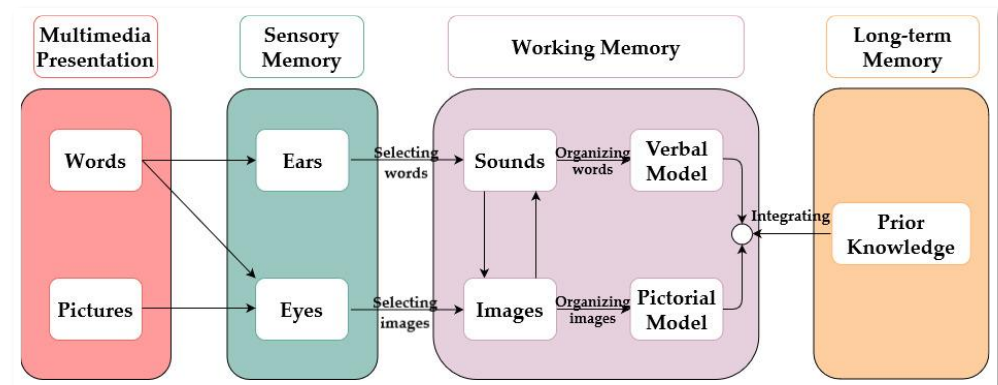 Multimedia
Presentation
Sensory
Memory
Working Memory
Long-term
Memory
Words
Ears
Selecting
words
Sounds
Organizing
words
Verbal
Model
Integrating
Prior
Knowledge
Pictures
Eyes
Selecting
images
Images
Organizing
images
Pictorial
Model